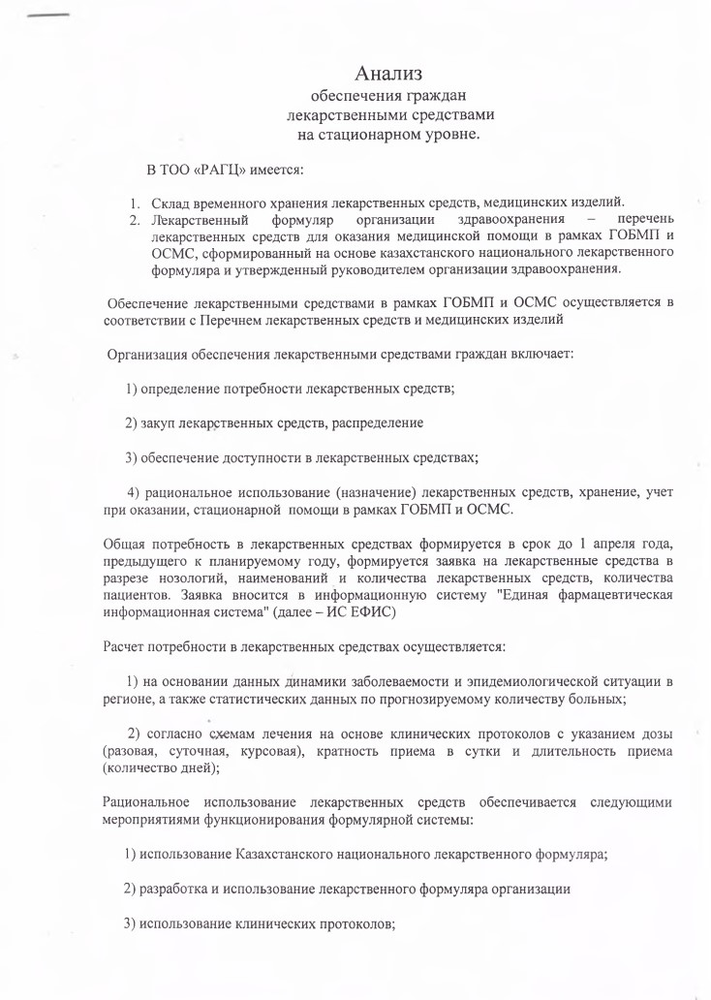 Анализ
обеспечения граждан
лекарственными средствами
на стационарном уровне.
В ТОО «РАГЦ» имеется:
1. Склад временного хранения лекарственных средств, медицинских изделий.
2. Лекарственный формуляр организации здравоохранения – перечень
лекарственных средств для оказания медицинской помощи в рамках ГОБМП и
ОСМС, сформированный на основе казахстанского национального лекарственного
формуляра и утвержденный руководителем организации здравоохранения.
Обеспечение лекарственными средствами в рамках ГОБМП и ОСМС осуществляется в
соответствии с Перечнем лекарственных средств и медицинских изделий
Организация обеспечения лекарственными средствами граждан включает:
1) определение потребности лекарственных средств;
2) закуп лекарственных средств, распределение
3) обеспечение доступности в лекарственных средствах;
4) рациональное использование (назначение) лекарственных средств, хранение, учет
при оказании, стационарной помощи в рамках ГОБМП и ОСМС.
Общая потребность в лекарственных средствах формируется в срок до 1 апреля года,
предыдущего к планируемому году, формируется заявка на лекарственные средства в
разрезе нозологий, наименований и количества лекарственных средств, количества
пациентов. Заявка вносится в информационную систему "Единая фармацевтическая
информационная система" (далее – ИС ЕФИС)
Расчет потребности в лекарственных средствах осуществляется:
1) на основании данных динамики заболеваемости и эпидемиологической ситуации в
регионе, а также статистических данных по прогнозируемому количеству больных;
2) согласно схемам лечения на основе клинических протоколов с указанием дозы
(разовая, суточная, курсовая), кратность приема в сутки и длительность приема
(количество дней);
Рациональное использование лекарственных средств обеспечивается следующими
мероприятиями функционирования формулярной системы:
1) использование Казахстанского национального лекарственного формуляра;
2) разработка и использование лекарственного формуляра организации
3) использование клинических протоколов;